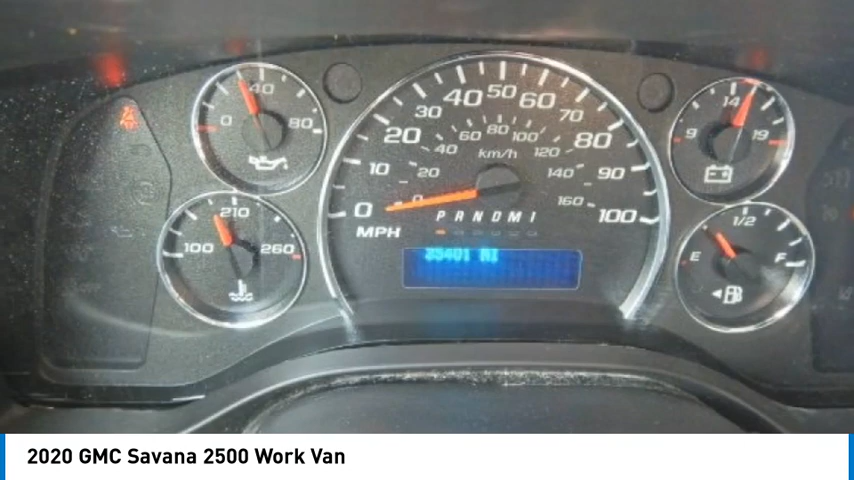 40
0 80
210
100 260
0 10 20 30 40 50 60 70 80 90 100
0 20 40 60 80 100 120 140 160
km/h
MPH
P R N D M I
MI
14
9 19
1/2
E F
2020 GMC Savana 2500 Work Van